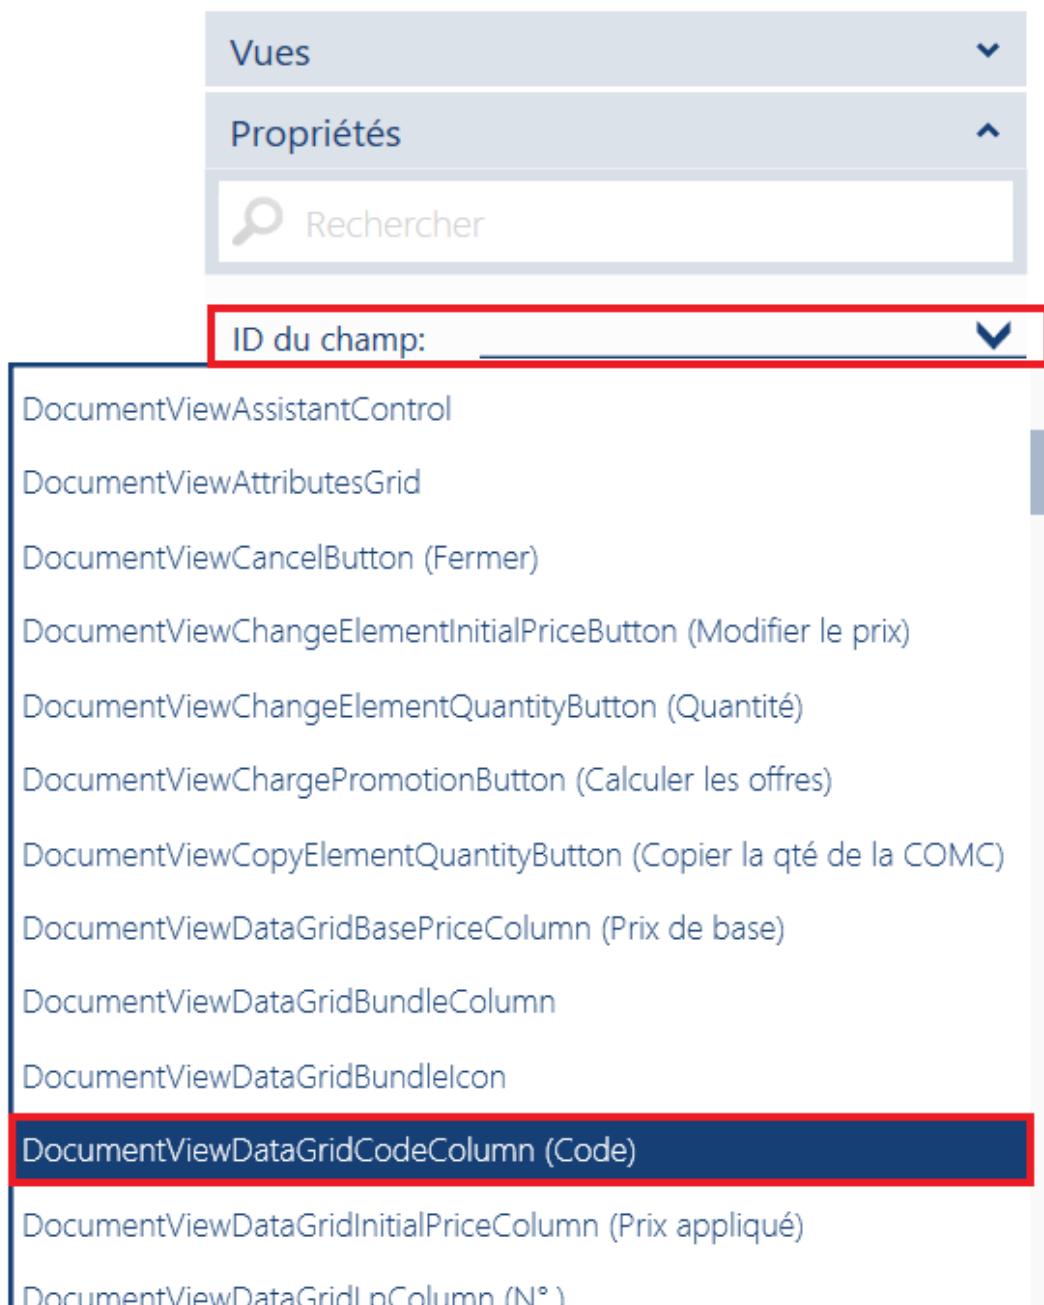 Vues
Propriétés
Rechercher
ID du champ:
DocumentViewAssistantControl
DocumentViewAttributesGrid
DocumentViewCancelButton (Fermer)
DocumentViewChangeElementInitialPriceButton (Modifier le prix)
DocumentViewChangeElementQuantityButton (Quantité)
DocumentViewChargePromotionButton (Calculer les offres)
DocumentViewCopyElementQuantityButton (Copier la qté de la COMC)
DocumentViewDataGridBasePriceColumn (Prix de base)
DocumentViewDataGridBundleColumn
DocumentViewDataGridBundleIcon
DocumentViewDataGridCodeColumn (Code)
DocumentViewDataGridInitialPriceColumn (Prix appliqué)
DocumentViewDataGridLpColumn (N° )